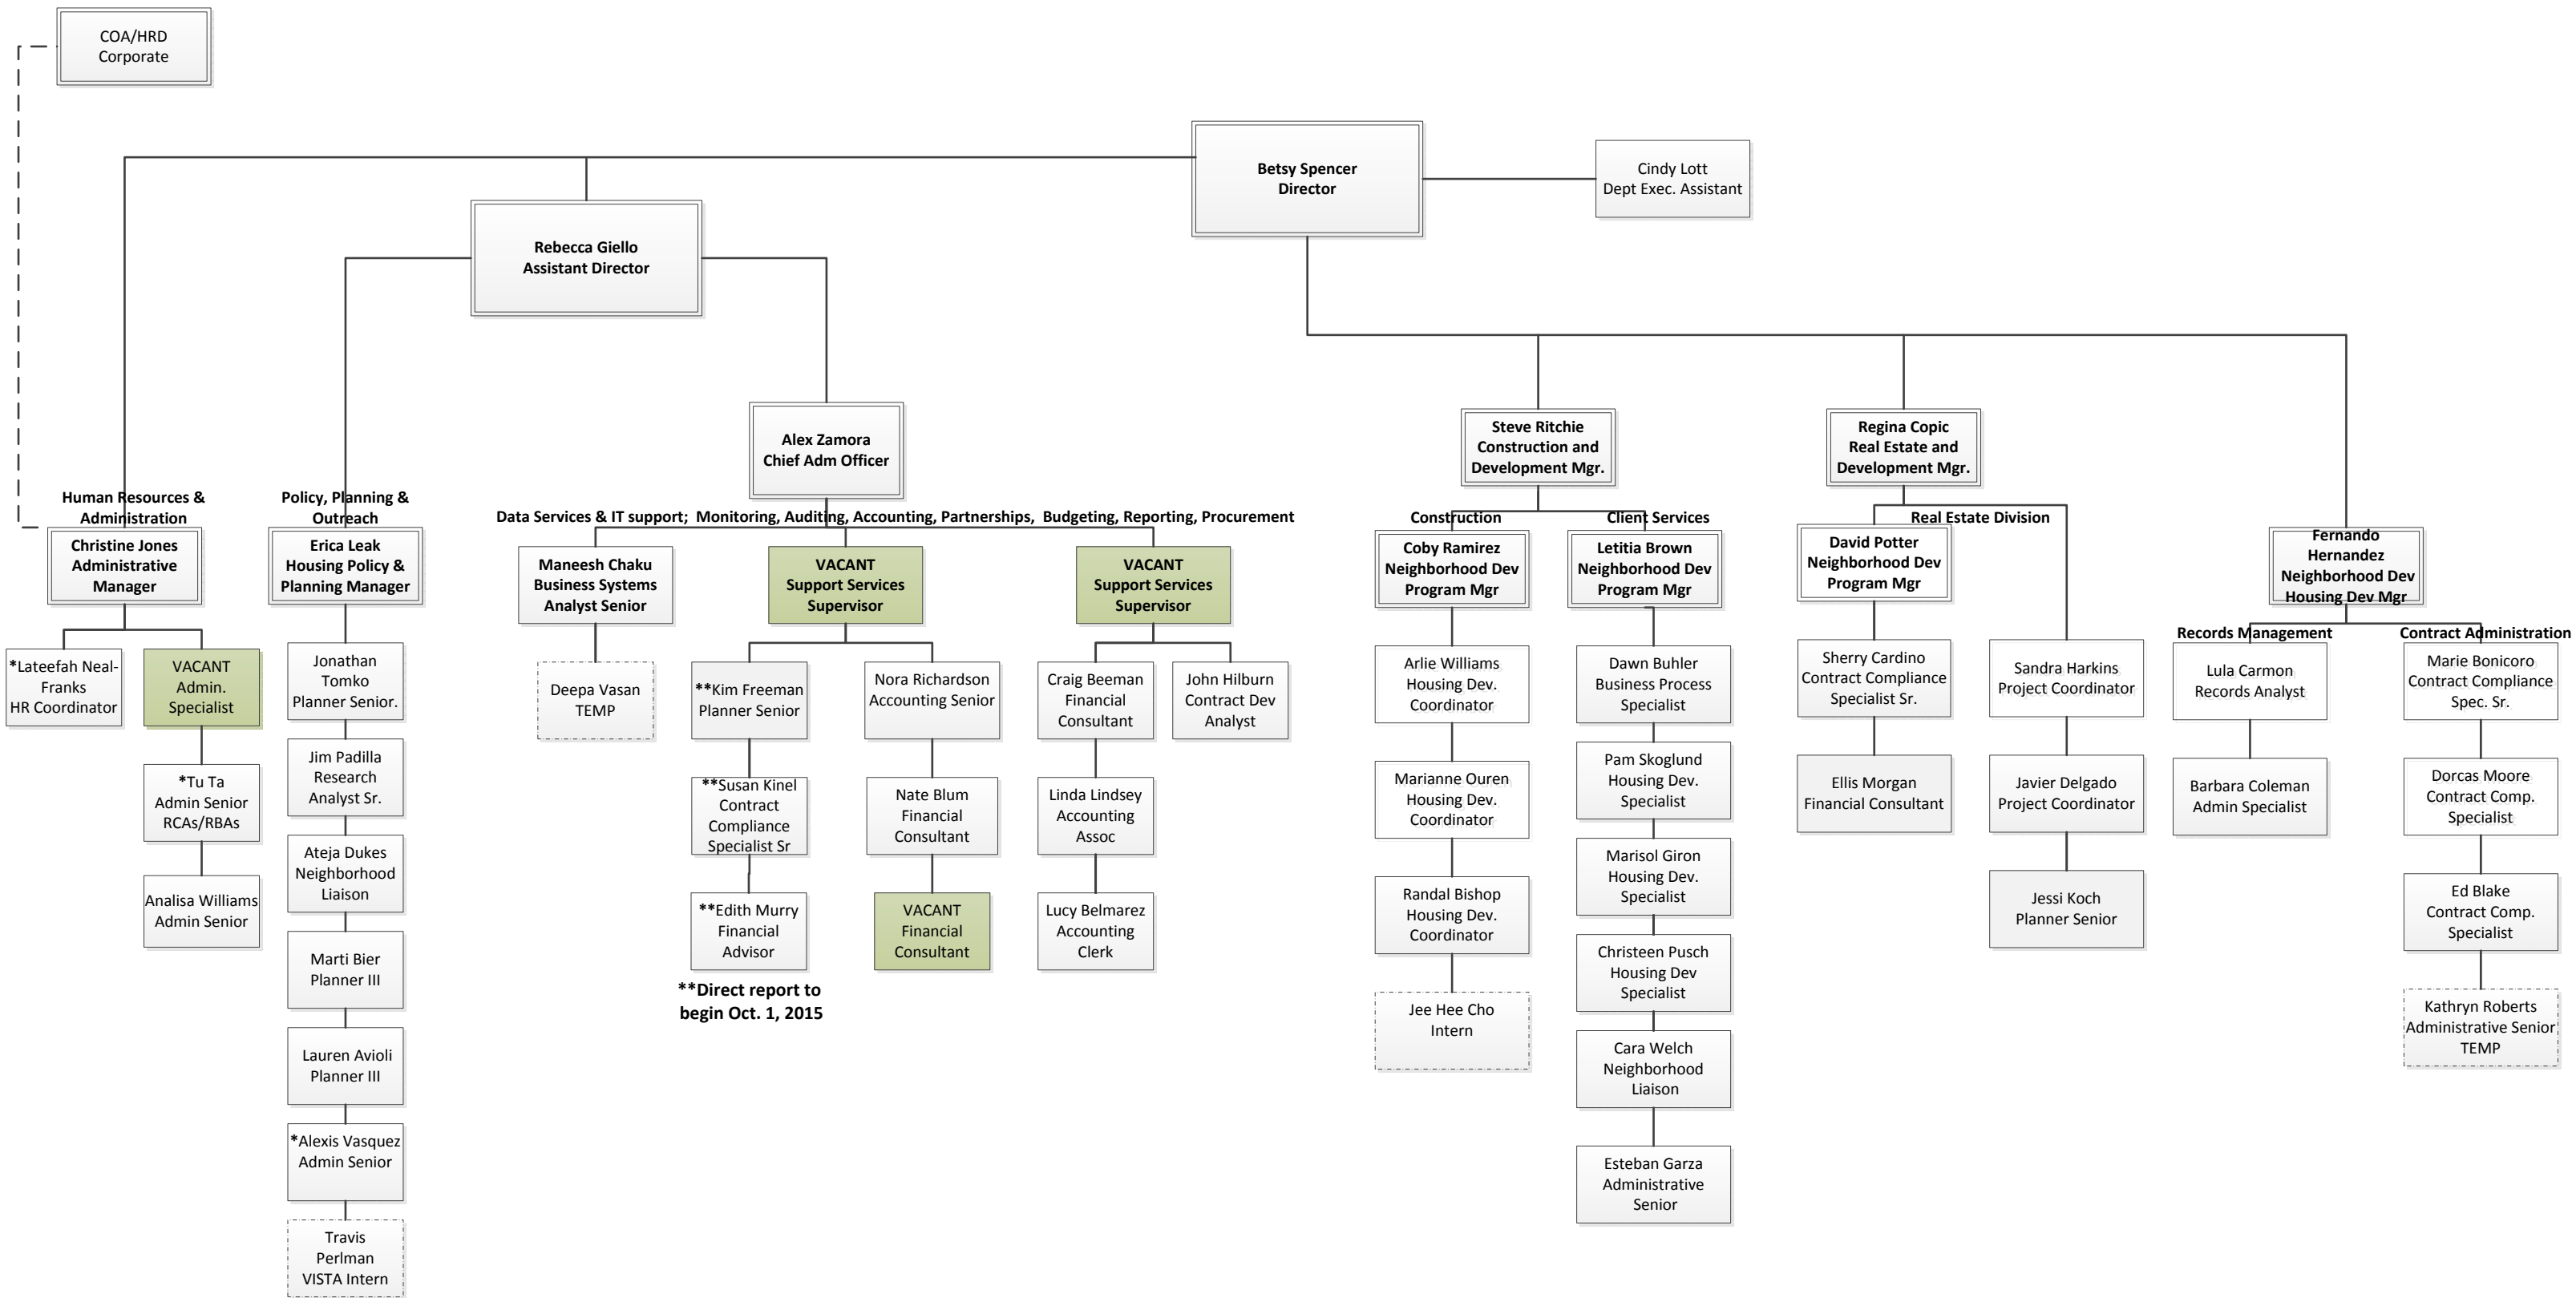 COA/HRD
Corporate
Betsy Spencer
Director
Cindy Lott
Dept Exec. Assistant
Rebecca Giello
Assistant Director
Alex Zamora
Chief Adm Officer
Steve Ritchie
Construction and
Development Mgr.
Regina Copic
Real Estate and
Development Mgr.
Human Resources &
Administration
Christine Jones
Administrative
Manager
*Lateefah Neal-
Franks
HR Coordinator
VACANT
Admin.
Specialist
*Tu Ta
Admin Senior
RCAs/RBAs
Analisa Williams
Admin Senior
Policy, Planning &
Outreach
Erica Leak
Housing Policy &
Planning Manager
Jonathan
Tomko
Planner Senior.
Jim Padilla
Research
Analyst Sr.
Ateja Dukes
Neighborhood
Liaison
Marti Bier
Planner III
Lauren Avioli
Planner III
*Alexis Vasquez
Admin Senior
Travis
Perlman
VISTA Intern
Data Services & IT support; Monitoring, Auditing, Accounting, Partnerships, Budgeting, Reporting, Procurement
Maneesh Chaku
Business Systems
Analyst Senior
Deepa Vasan
TEMP
VACANT
Support Services
Supervisor
**Kim Freeman
Planner Senior
**Susan Kinel
Contract
Compliance
Specialist Sr
**Edith Murry
Financial
Advisor
**Direct report to
begin Oct. 1, 2015
Nora Richardson
Accounting Senior
Nate Blum
Financial
Consultant
VACANT
Financial
Consultant
VACANT
Support Services
Supervisor
Craig Beeman
Financial
Consultant
Linda Lindsey
Accounting
Assoc
Lucy Belmarez
Accounting
Clerk
John Hilburn
Contract Dev
Analyst
Construction
Coby Ramirez
Neighborhood Dev
Program Mgr
Arlie Williams
Housing Dev.
Coordinator
Marianne Ouren
Housing Dev.
Coordinator
Randal Bishop
Housing Dev.
Coordinator
Jee Hee Cho
Intern
Client Services
Letitia Brown
Neighborhood Dev
Program Mgr
Dawn Buhler
Business Process
Specialist
Pam Skoglund
Housing Dev.
Specialist
Marisol Giron
Housing Dev.
Specialist
Christeen Pusch
Housing Dev
Specialist
Cara Welch
Neighborhood
Liaison
Esteban Garza
Administrative
Senior
Real Estate Division
David Potter
Neighborhood Dev
Program Mgr
Sherry Cardino
Contract Compliance
Specialist Sr.
Ellis Morgan
Financial Consultant
Sandra Harkins
Project Coordinator
Javier Delgado
Project Coordinator
Jessi Koch
Planner Senior
Fernando
Hernandez
Neighborhood Dev
Housing Dev Mgr
Records Management
Lula Carmon
Records Analyst
Barbara Coleman
Admin Specialist
Contract Administration
Marie Bonicoro
Contract Compliance
Spec. Sr.
Dorcas Moore
Contract Comp.
Specialist
Ed Blake
Contract Comp.
Specialist
Kathryn Roberts
Administrative Senior
TEMP